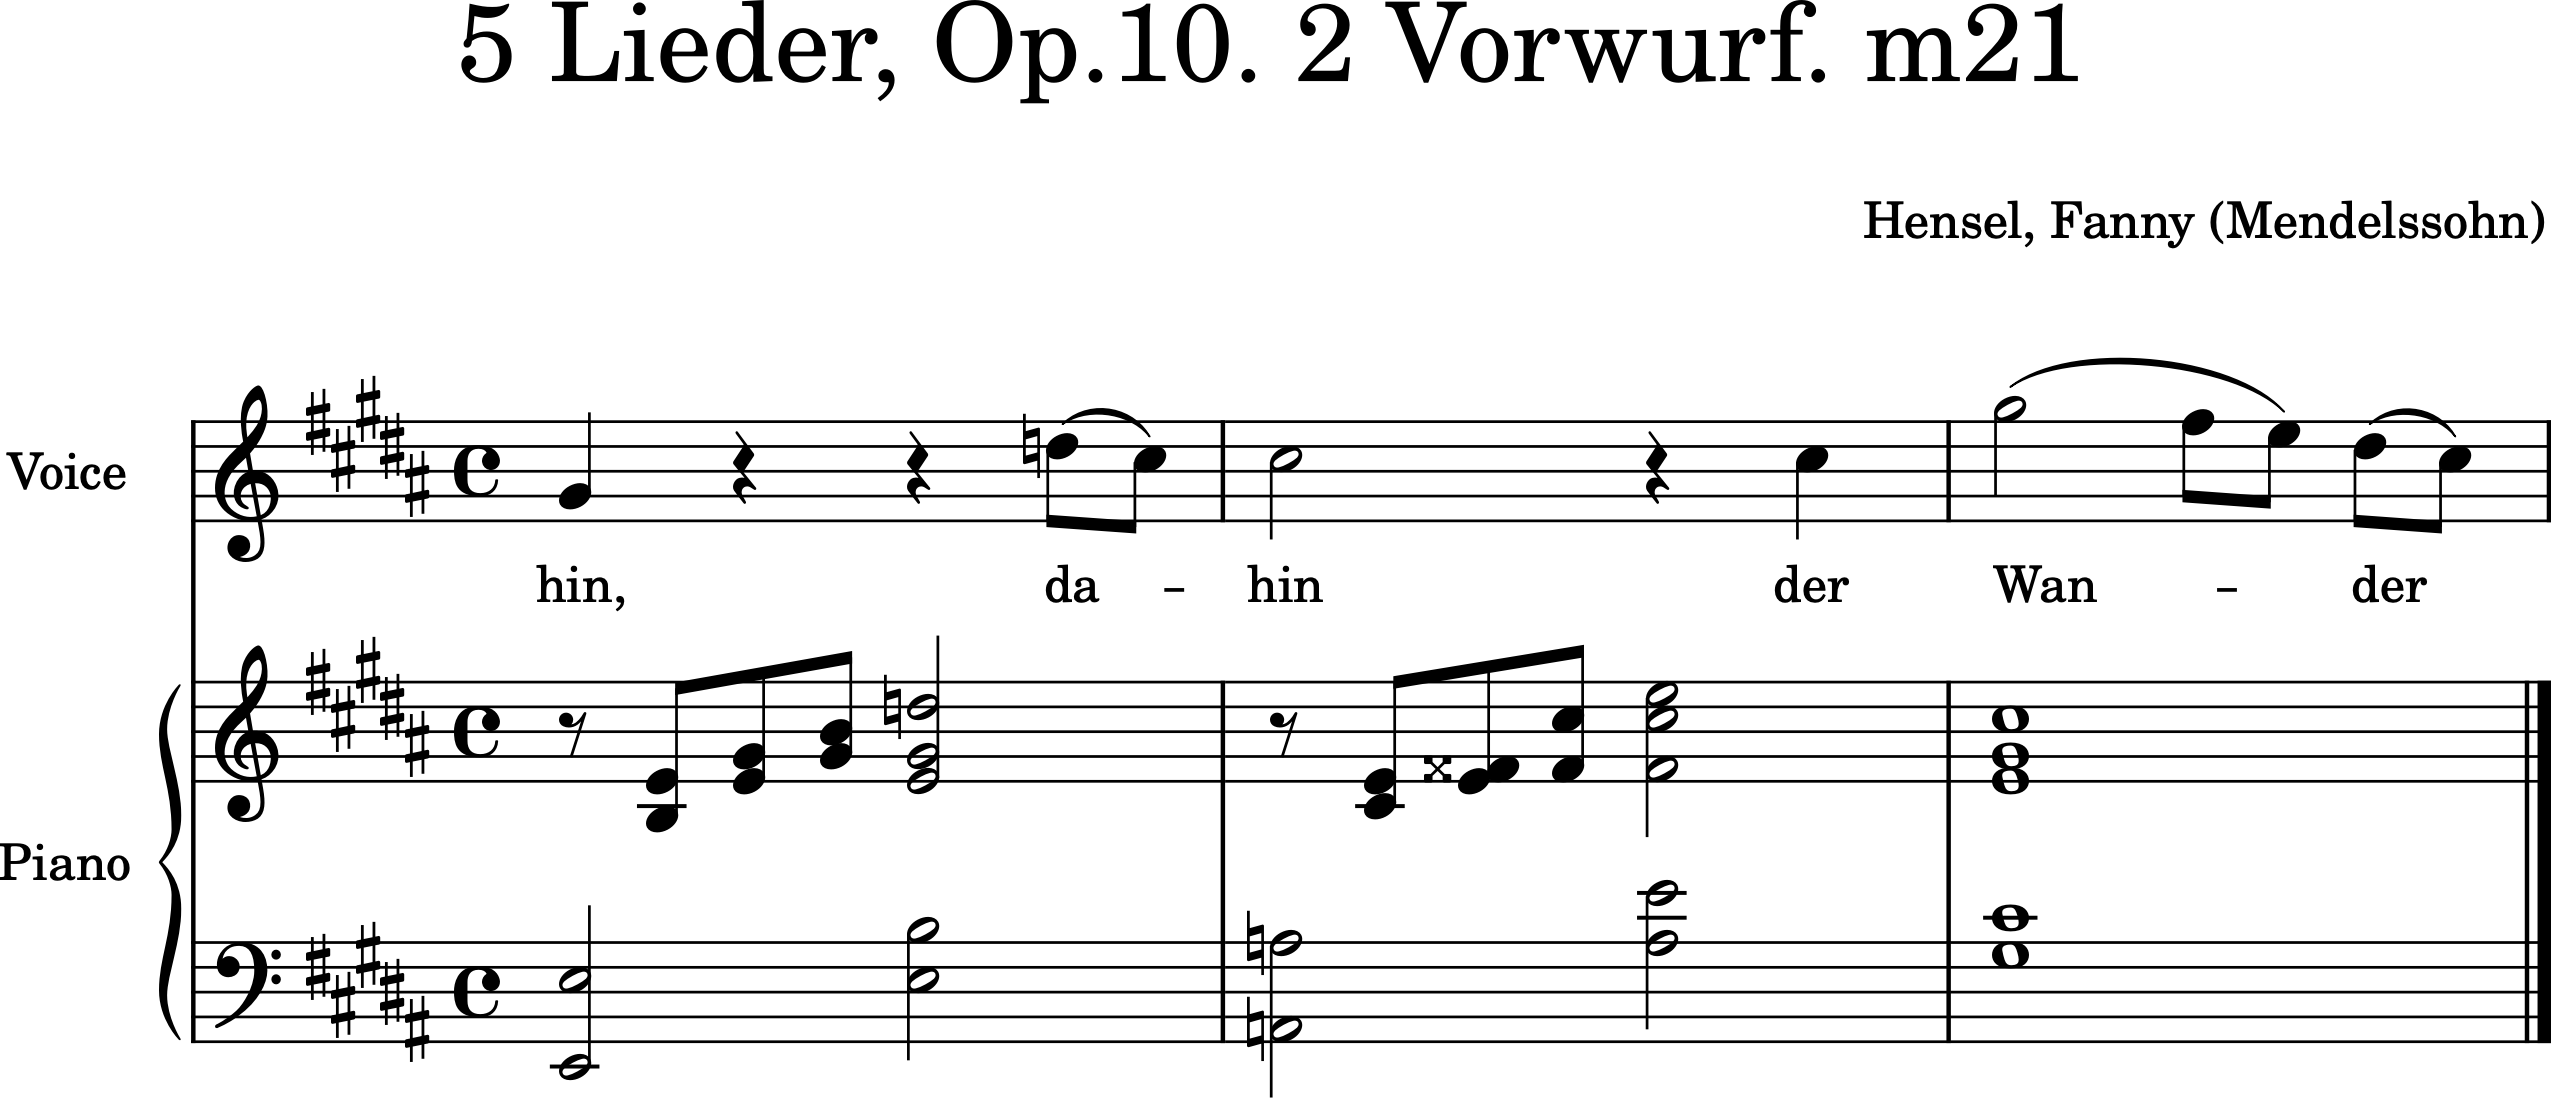 5 Lieder, Op.10. 2 Vorwurf. m21
Hensel, Fanny (Mendelssohn)
Voice
hin, da - hin der Wan - der
Piano